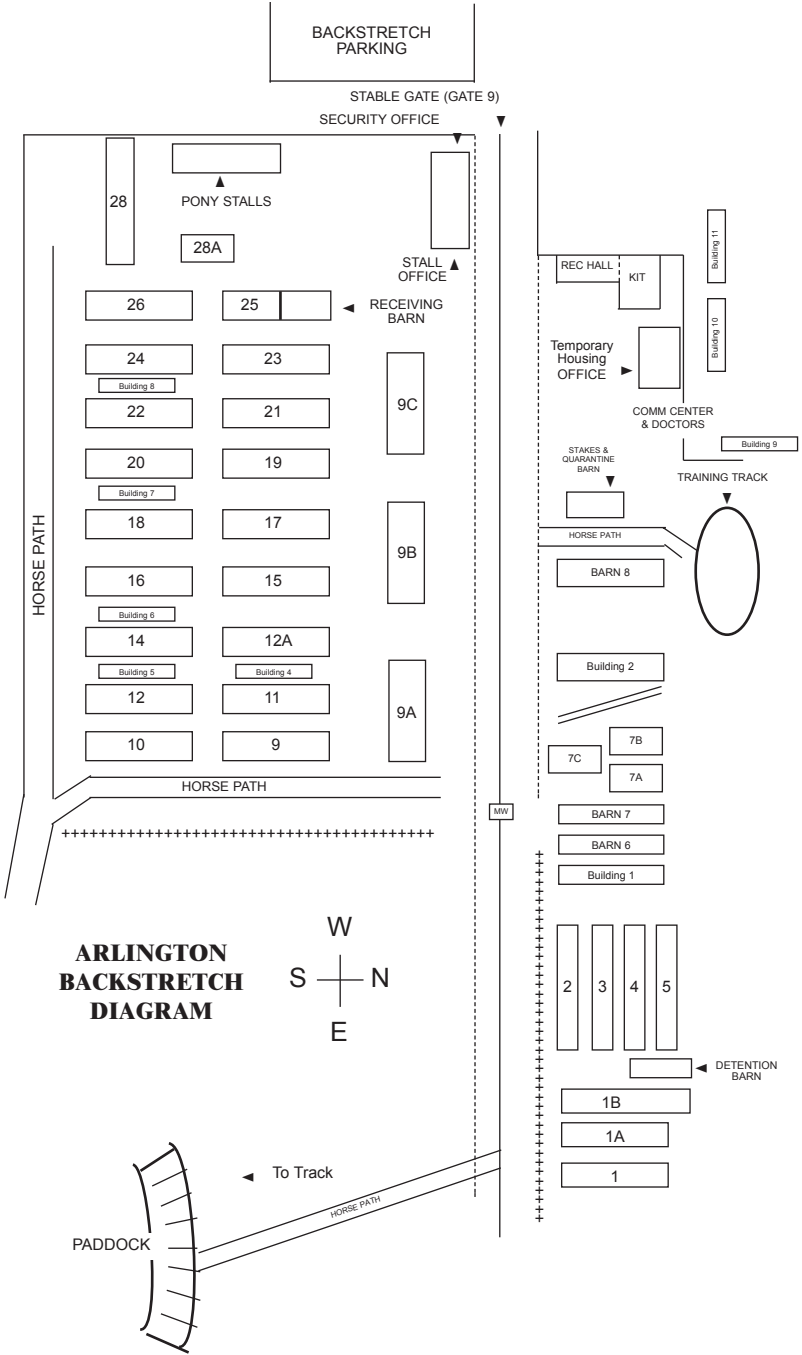 BACKSTRETCH
PARKING
STABLE GATE (GATE 9)
SECURITY OFFICE
28
PONY STALLS
28A
STALL
OFFICE
REC HALL
KIT
Building 11
26
25
RECEIVING
BARN
Building 10
24
23
Temporary
Housing
OFFICE
Building 8
9C
22
21
COMM CENTER
& DOCTORS
Building 9
20
19
STAKES &
QUARANTINE
BARN
TRAINING TRACK
Building 7
18
17
HORSE PATH
HORSE PATH
9B
16
15
BARN 8
Building 6
14
12A
Building 2
Building 5
Building 4
12
11
9A
10
9
7B
7C
7A
HORSE PATH
MW
BARN 7
BARN 6
Building 1
ARLINGTON
BACKSTRETCH
DIAGRAM
W
S
N
E
2
3
4
5
DETENTION
BARN
1B
1A
1
To Track
HORSE PATH
PADDOCK